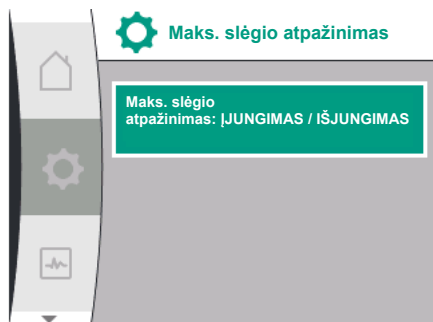 Maks. slėgio atpažinimas
Maks. slėgio
atpažinimas: ĮJUNGIMAS / IŠJUNGIMAS